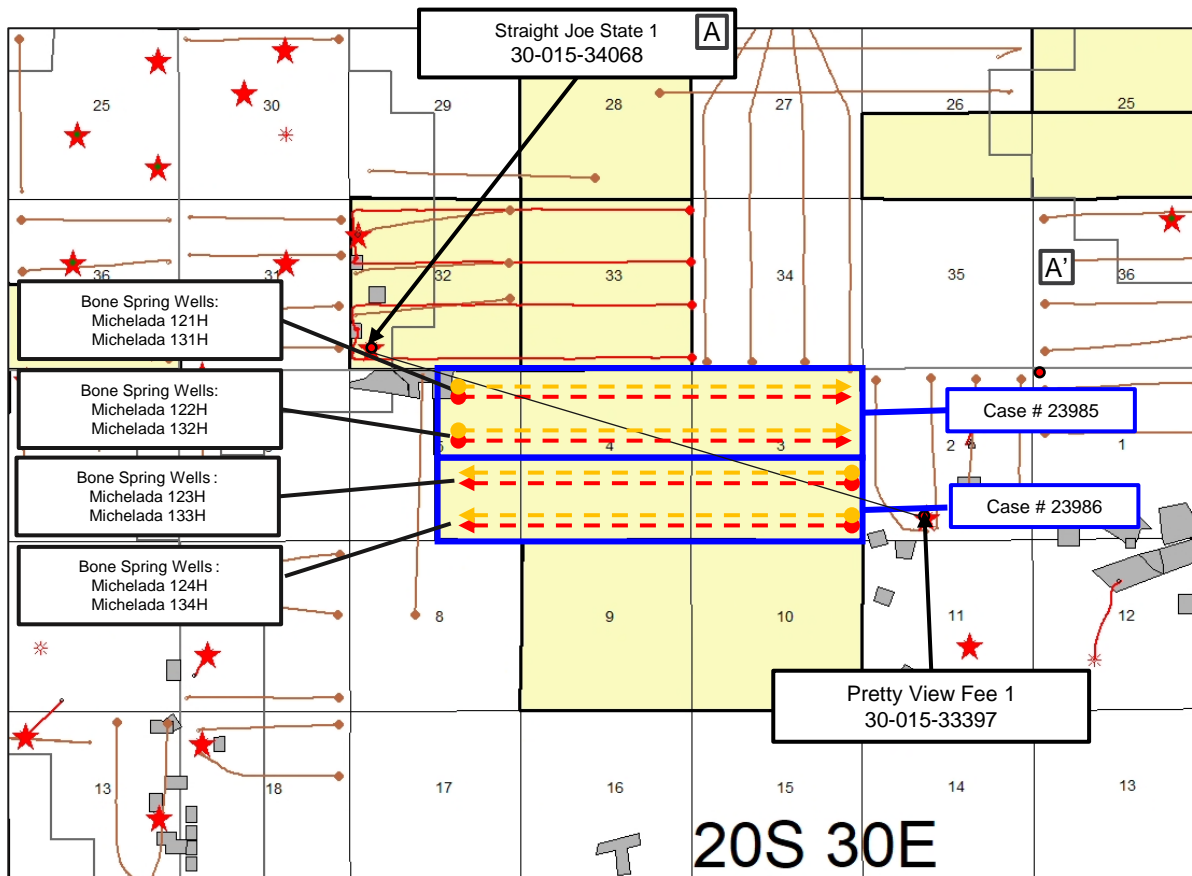 Straight Joe State 1
30-015-34068
A
25
30
29
28
27
26
25
36
31
32
33
34
35
36
A'
Bone Spring Wells:
Michelada 121H
Michelada 131H
Bone Spring Wells:
Michelada 122H
Michelada 132H
Bone Spring Wells :
Michelada 123H
Michelada 133H
Bone Spring Wells :
Michelada 124H
Michelada 134H
5
4
3
2
1
Case # 23985
Case # 23986
8
9
10
11
12
Pretty View Fee 1
30-015-33397
13
18
17
16
15
14
13
20S 30E